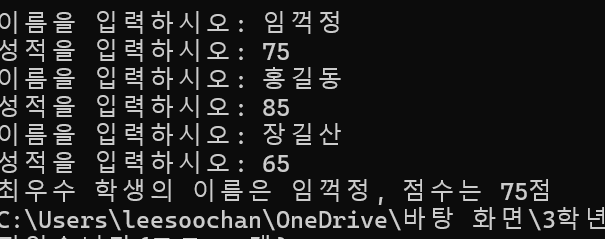 이름을 입력하시오: 임꺽정
성적을 입력하시오: 75
이름을 입력하시오: 홍길동
성적을 입력하시오: 85
이름을 입력하시오: 장길산
성적을 입력하시오: 65
최우수 학생의 이름은 임꺽정, 점수는 75점
C:\Users\leesoochan\OneDrive\바탕 화면\3학년